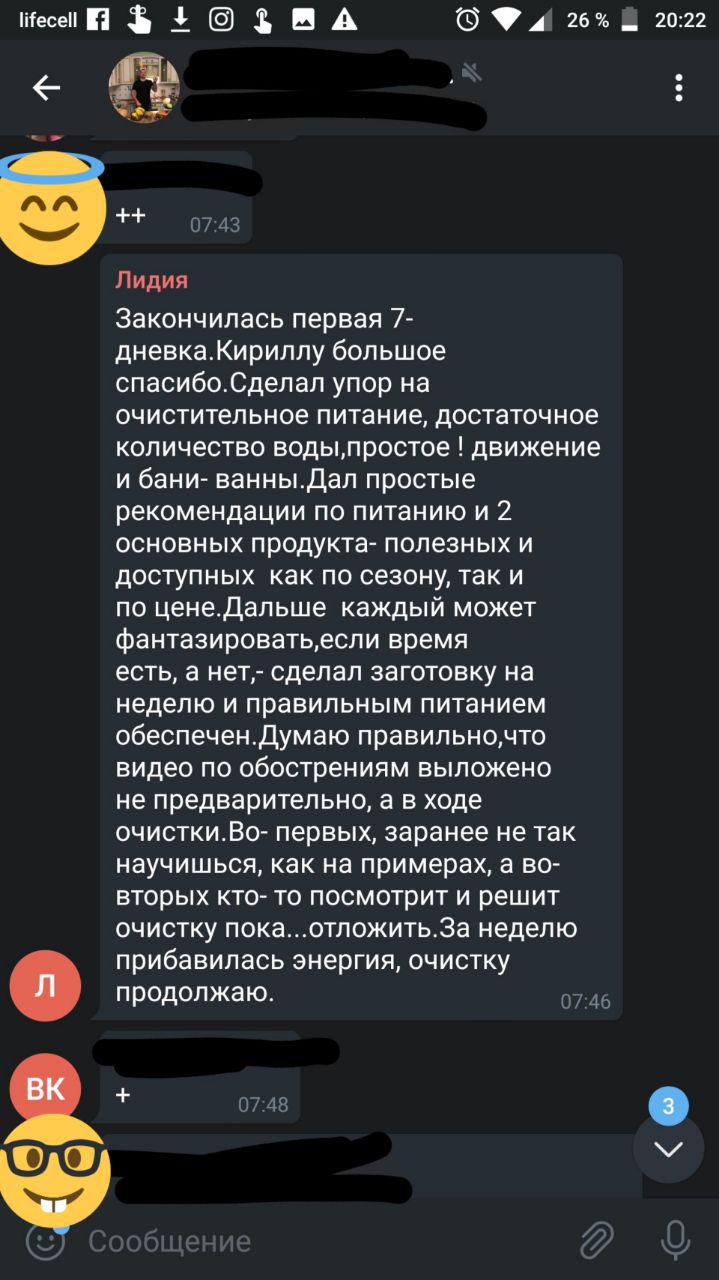 lifecell 26 % 20:22
++ 07:43
Лидия
Закончилась первая 7-
дневка.Кириллу большое
спасибо.Сделал упор на
очистительное питание, достаточное
количество воды,простое ! движение
и бани- ванны.Дал простые
рекомендации по питанию и 2
основных продукта- полезных и
доступных  как по сезону, так и
по цене.Дальше  каждый может
фантазировать,если время
есть, а нет,- сделал заготовку на
неделю и правильным питанием
обеспечен.Думаю правильно,что
видео по обострениям выложено
не предварительно, а в ходе
очистки.Во- первых, заранее не так
научишься, как на примерах, а во-
вторых кто- то посмотрит и решит
очистку пока...отложить.За неделю
прибавилась энергия, очистку
продолжаю.
Л 07:46
ВК
+ 07:48
3
Сообщение